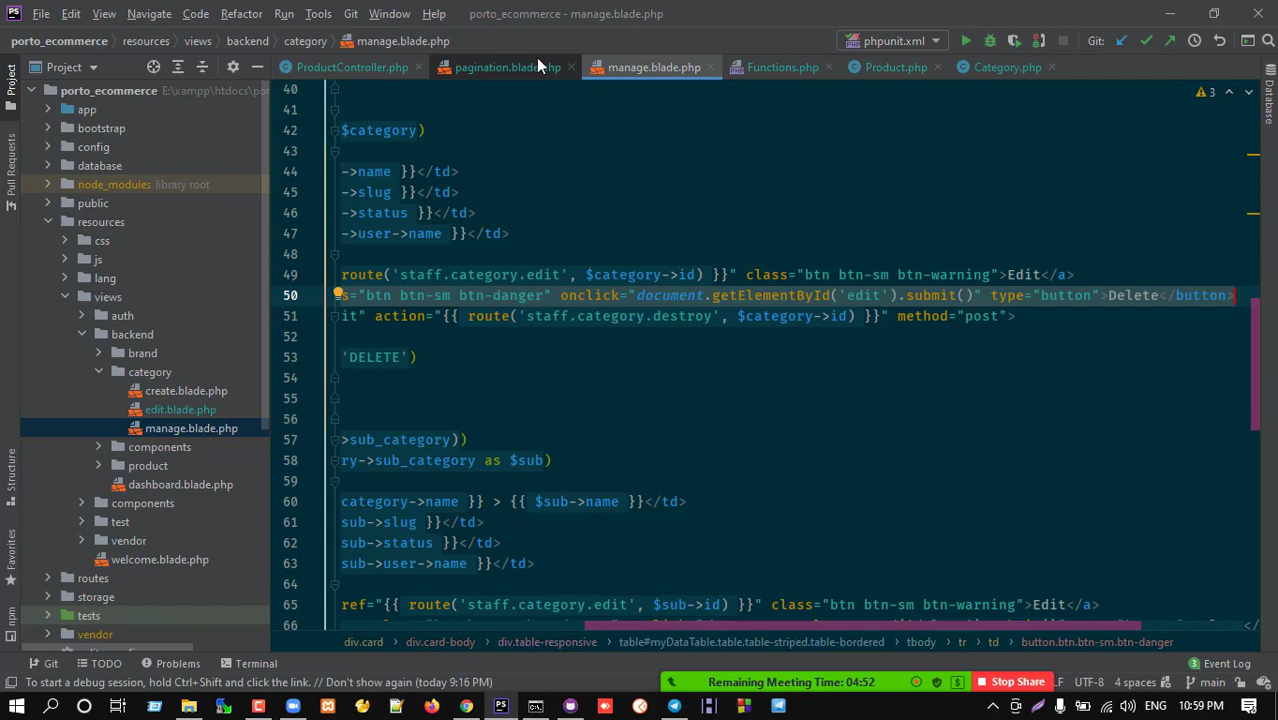 File Edit View Navigate Code Refactor Run Tools Git Window Help porto_ecommerce - manage.blade.php
porto_ecommerce resources views backend category manage.blade.php phpunit.xml Git:
Project ProductController.php pagination.blade.php manage.blade.php Functions.php Product.php Category.php
porto_ecommerce E:\xampp\htdocs\por
app
bootstrap
config
database
node_modules library root
public
resources
css
js
lang
views
auth
backend
brand
category
create.blade.php
edit.blade.php
manage.blade.php
components
product
dashboard.blade.php
components
test
vendor
welcome.blade.php
routes
storage
tests
vendor
Project
Pull Requests
Structure
Favorites
npm
Database
3
40
41
42 $category)
43
44 ->name }}</td>
45 ->slug }}</td>
46 ->status }}</td>
47 ->user->name }}</td>
48
49 route('staff.category.edit', $category->id) }}" class="btn btn-sm btn-warning">Edit</a>
50 s="btn btn-sm btn-danger" onclick="document.getElementById('edit').submit()" type="button">Delete</button>
51 it" action="{{ route('staff.category.destroy', $category->id) }}" method="post">
52
53 'DELETE')
54
55
56
57 >sub_category))
58 ry->sub_category as $sub)
59
60 category->name }} > {{ $sub->name }}</td>
61 sub->slug }}</td>
62 sub->status }}</td>
63 sub->user->name }}</td>
64
65 ref="{{ route('staff.category.edit', $sub->id) }}" class="btn btn-sm btn-warning">Edit</a>
66
div.card div.card-body div.table-responsive table#myDataTable.table.table-striped.table-bordered tbody tr td button.btn.btn-sm.btn-danger
Git TODO Problems Terminal 3 Event Log
To start a debug session, hold Ctrl+Shift and click the link. // Don't show again (today 9:16 PM) Remaining Meeting Time: 04:52 Stop Share LF UTF-8 4 spaces main
ENG 10:59 PM